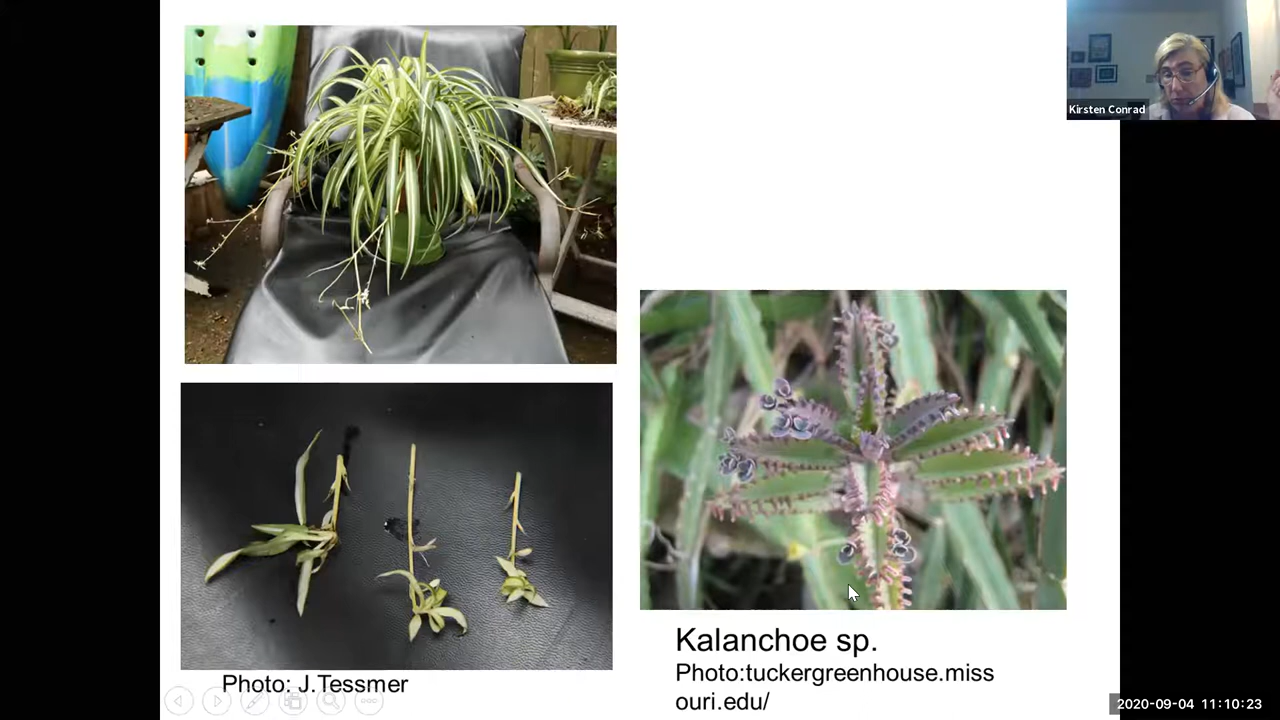 Kirsten Conrad
Kalanchoe sp.
Photo:tuckergreenhouse.miss
ouri.edu/
Photo: J.Tessmer
2020-09-04 11:10:23